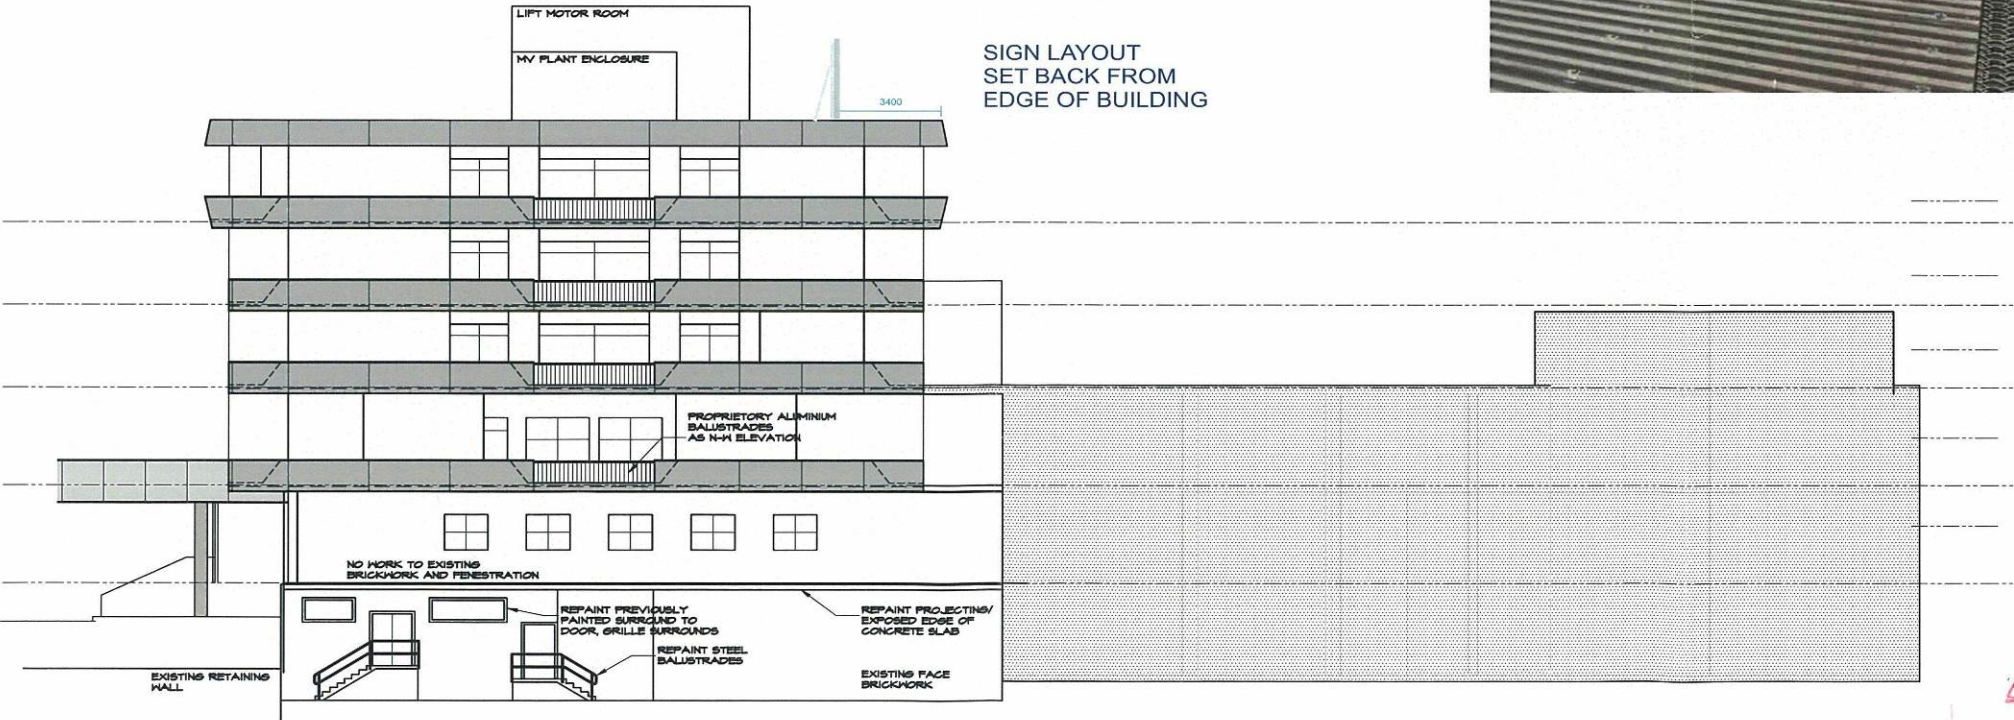 LIFT MOTOR ROOM
MV PLANT ENCLOSURE
3400
SIGN LAYOUT
SET BACK FROM
EDGE OF BUILDING
PROPRIETORY ALUMINIUM
BALUSTRADES
AS N-W ELEVATION
NO WORK TO EXISTING
BRICKWORK AND FENESTRATION
REPAINT PREVIOUSLY
PAINTED SURROUND TO
DOOR, GRILLE SURROUNDS
REPAINT PROJECTING/
EXPOSED EDGE OF
CONCRETE SLAB
REPAINT STEEL
BALUSTRADES
EXISTING RETAINING
WALL
EXISTING FACE
BRICKWORK